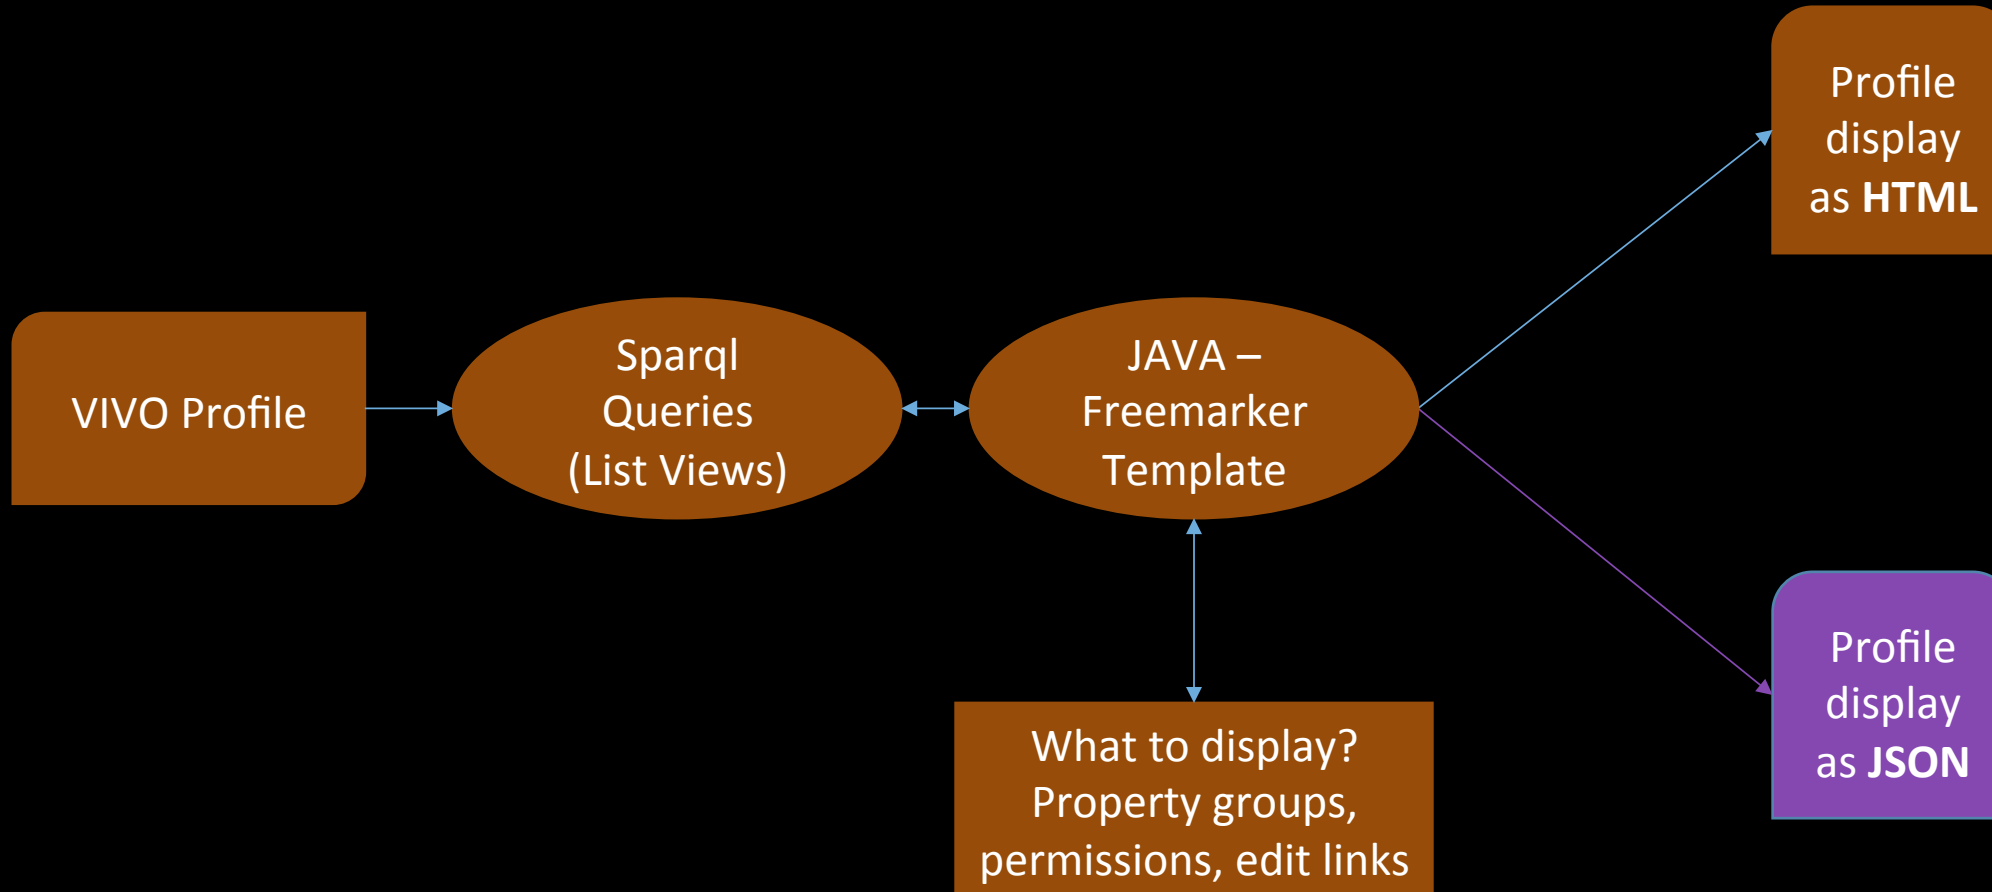 VIVO Profile
Sparql
Queries
(List Views)
JAVA –
Freemarker
Template
What to display?
Property groups,
permissions, edit links
Profile
display
as HTML
Profile
display
as JSON